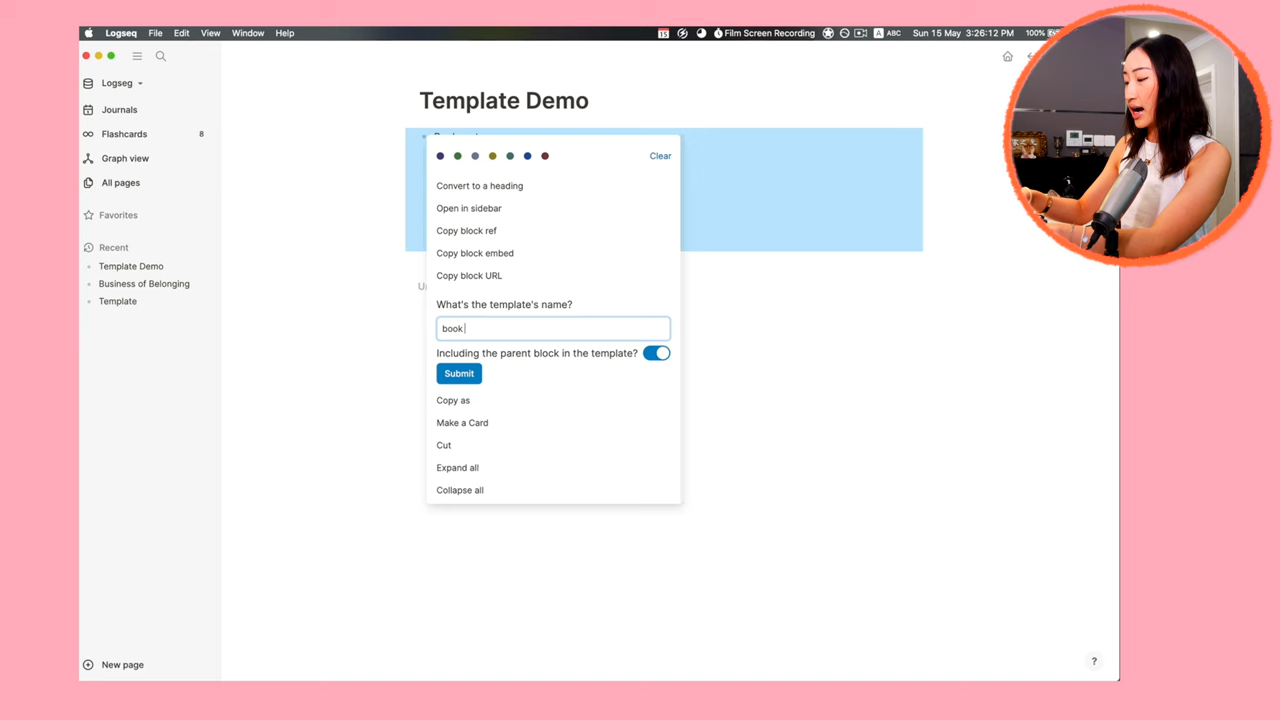 Logseq File Edit View Window Help
15 Film Screen Recording A ABC Sun 15 May 3:26:12 PM 100%
Logseq
Journals
Flashcards 8
Graph view
All pages
Favorites
Recent
Template Demo
Business of Belonging
Template
New page
Template Demo
Clear
Convert to a heading
Open in sidebar
Copy block ref
Copy block embed
Copy block URL
What's the template's name?
book
Including the parent block in the template?
Submit
Copy as
Make a Card
Cut
Expand all
Collapse all
?